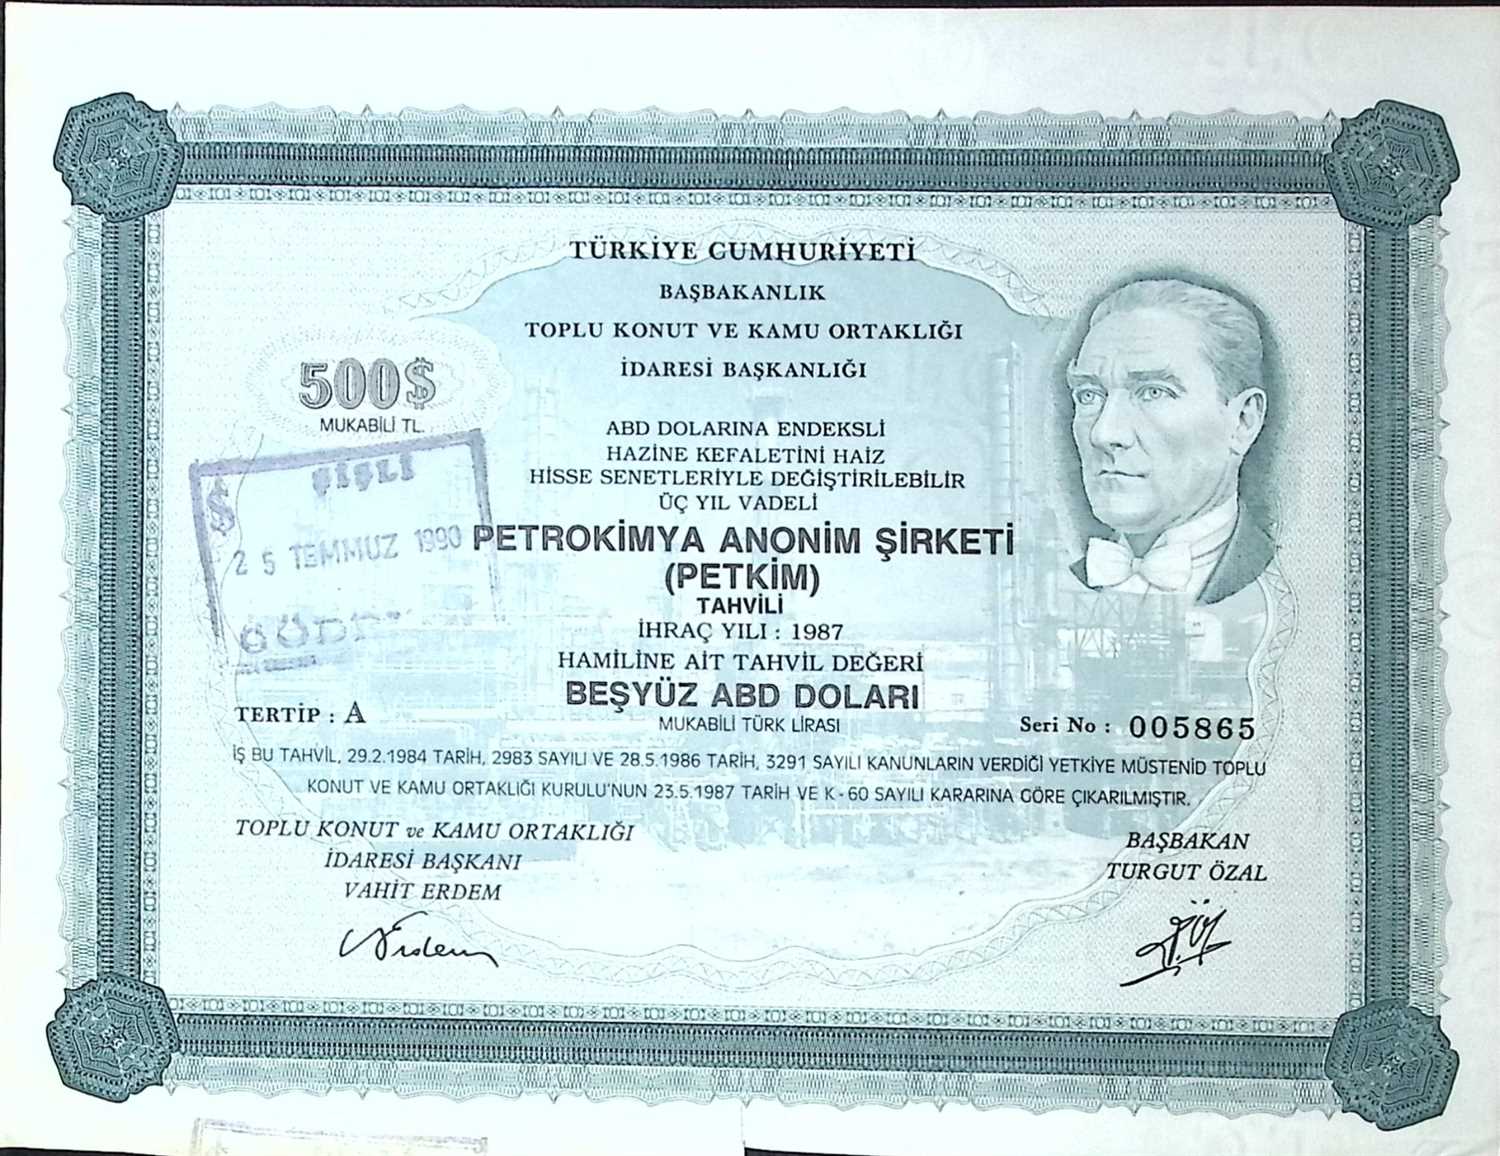 TÜRKİYE CUMHURİYETİ
BAŞBAKANLIK
TOPLU KONUT VE KAMU ORTAKLIĞI
İDARESİ BAŞKANLIĞI
500$
MUKABİLİ TL.
ABD DOLARINA ENDEKSLİ
HAZİNE KEFALETİNİ HAİZ
HİSSE SENETLERİYLE DEĞİŞTİRİLEBİLİR
ÜÇ YIL VADELİ
PETROKİMYA ANONİM ŞİRKETİ
(PETKİM)
TAHVİLİ
İHRAÇ YILI : 1987
HAMİLİNE AİT TAHVİL DEĞERİ
BEŞYÜZ ABD DOLARI
MUKABİLİ TÜRK LİRASI
$ ŞİŞLİ
25 TEMMUZ 1990
TERTİP : A
Seri No : 005865
İŞ BU TAHVİL, 29.2.1984 TARİH, 2983 SAYILI VE 28.5.1986 TARİH, 3291 SAYILI KANUNLARIN VERDİĞİ YETKİYE MÜSTENİD TOPLU
KONUT VE KAMU ORTAKLIĞI KURULU'NUN 23.5.1987 TARİH VE K - 60 SAYILI KARARINA GÖRE ÇIKARILMIŞTIR.
TOPLU KONUT ve KAMU ORTAKLIĞI
İDARESİ BAŞKANI
VAHİT ERDEM
BAŞBAKAN
TURGUT ÖZAL